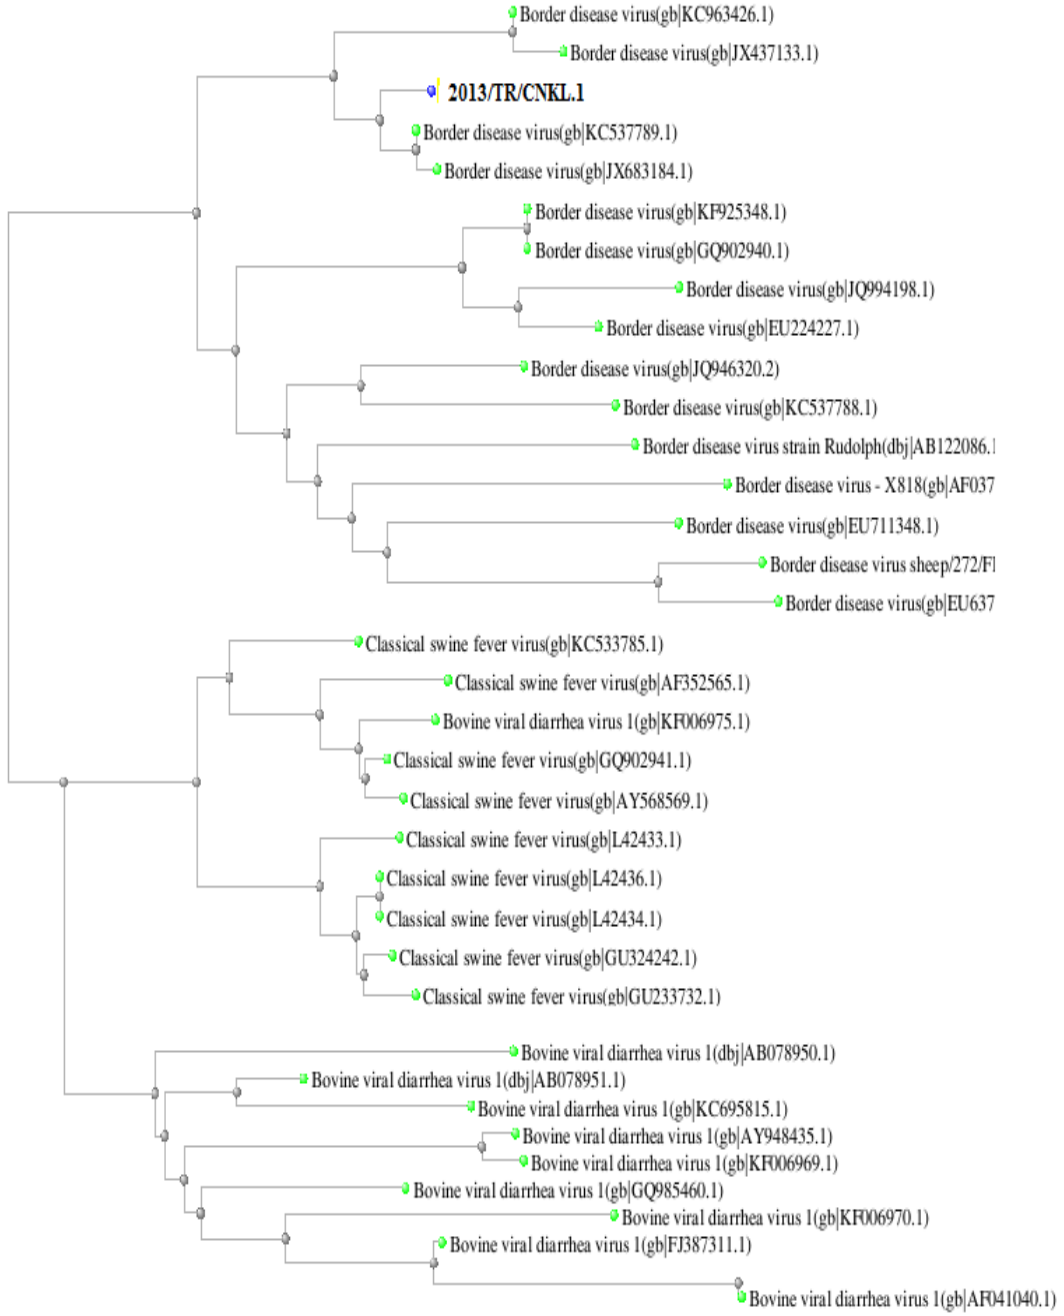 Border disease virus(gb|KC963426.1)
Border disease virus(gb|JX437133.1)
2013/TR/CNKL.1
Border disease virus(gb|KC537789.1)
Border disease virus(gb|JX683184.1)
Border disease virus(gb|KF925348.1)
Border disease virus(gb|GQ902940.1)
Border disease virus(gb|JQ994198.1)
Border disease virus(gb|EU224227.1)
Border disease virus(gb|JQ946320.2)
Border disease virus(gb|KC537788.1)
Border disease virus strain Rudolph(dbj|AB122086.1
Border disease virus - X818(gb|AF037
Border disease virus(gb|EU711348.1)
Border disease virus sheep/272/F
Border disease virus(gb|EU637
Classical swine fever virus(gb|KC533785.1)
Classical swine fever virus(gb|AF352565.1)
Bovine viral diarrhea virus 1(gb|KF006975.1)
Classical swine fever virus(gb|GQ902941.1)
Classical swine fever virus(gb|AY568569.1)
Classical swine fever virus(gb|L42433.1)
Classical swine fever virus(gb|L42436.1)
Classical swine fever virus(gb|L42434.1)
Classical swine fever virus(gb|GU324242.1)
Classical swine fever virus(gb|GU233732.1)
Bovine viral diarrhea virus 1(dbj|AB078950.1)
Bovine viral diarrhea virus 1(dbj|AB078951.1)
Bovine viral diarrhea virus 1(gb|KC695815.1)
Bovine viral diarrhea virus 1(gb|AY948435.1)
Bovine viral diarrhea virus 1(gb|KF006969.1)
Bovine viral diarrhea virus 1(gb|GQ985460.1)
Bovine viral diarrhea virus 1(gb|KF006970.1)
Bovine viral diarrhea virus 1(gb|FJ387311.1)
Bovine viral diarrhea virus 1(gb|AF041040.1)